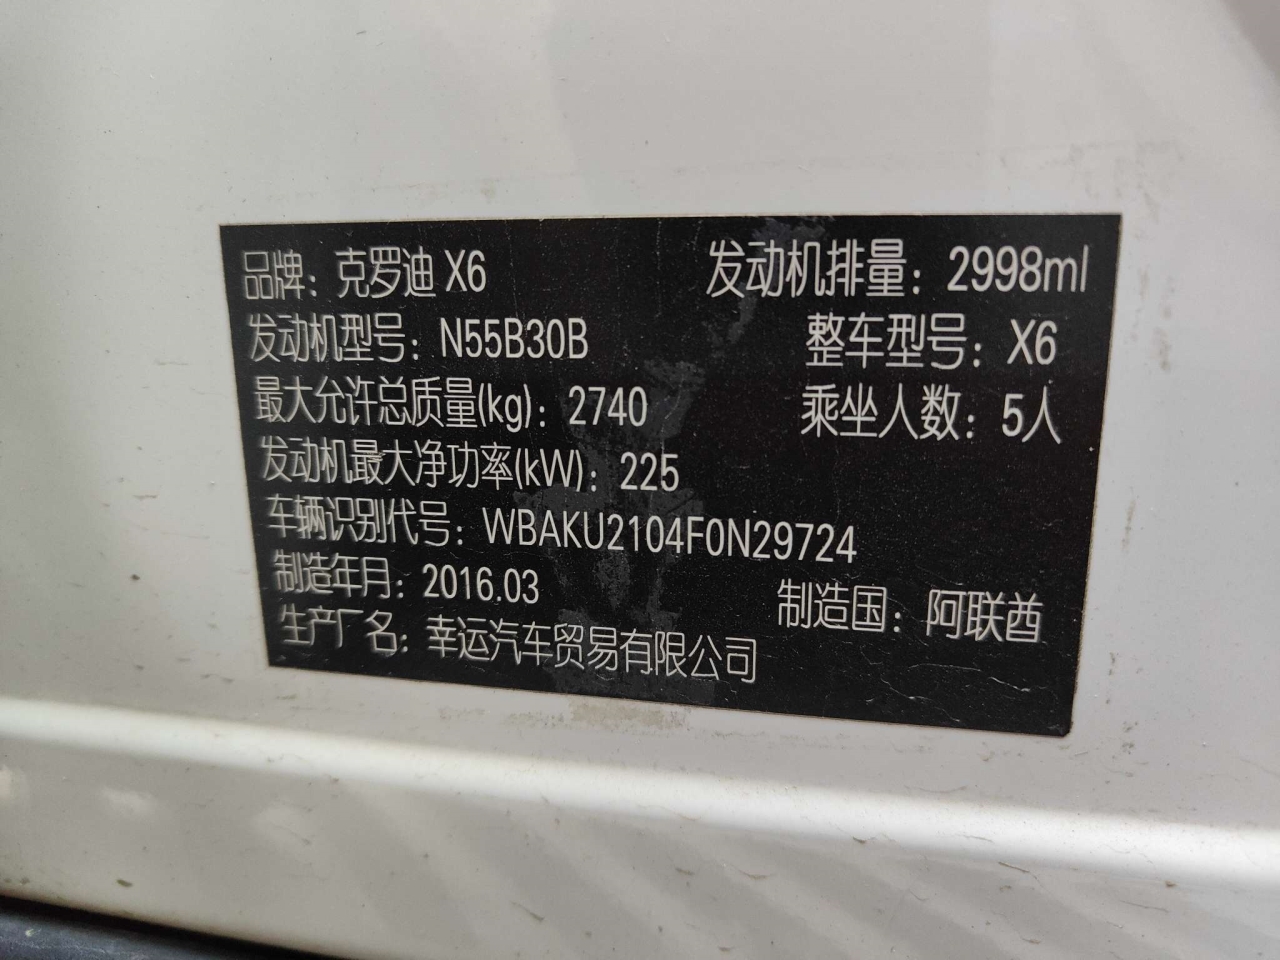 品牌：克罗迪 X6 发动机排量：2998ml
发动机型号：N55B30B 整车型号：X6
最大允许总质量(kg)：2740 乘坐人数：5人
发动机最大净功率(kW)：225
车辆识别代号：WBAKU2104F0N29724
制造年月：2016.03 制造国：阿联酋
生产厂名：幸运汽车贸易有限公司